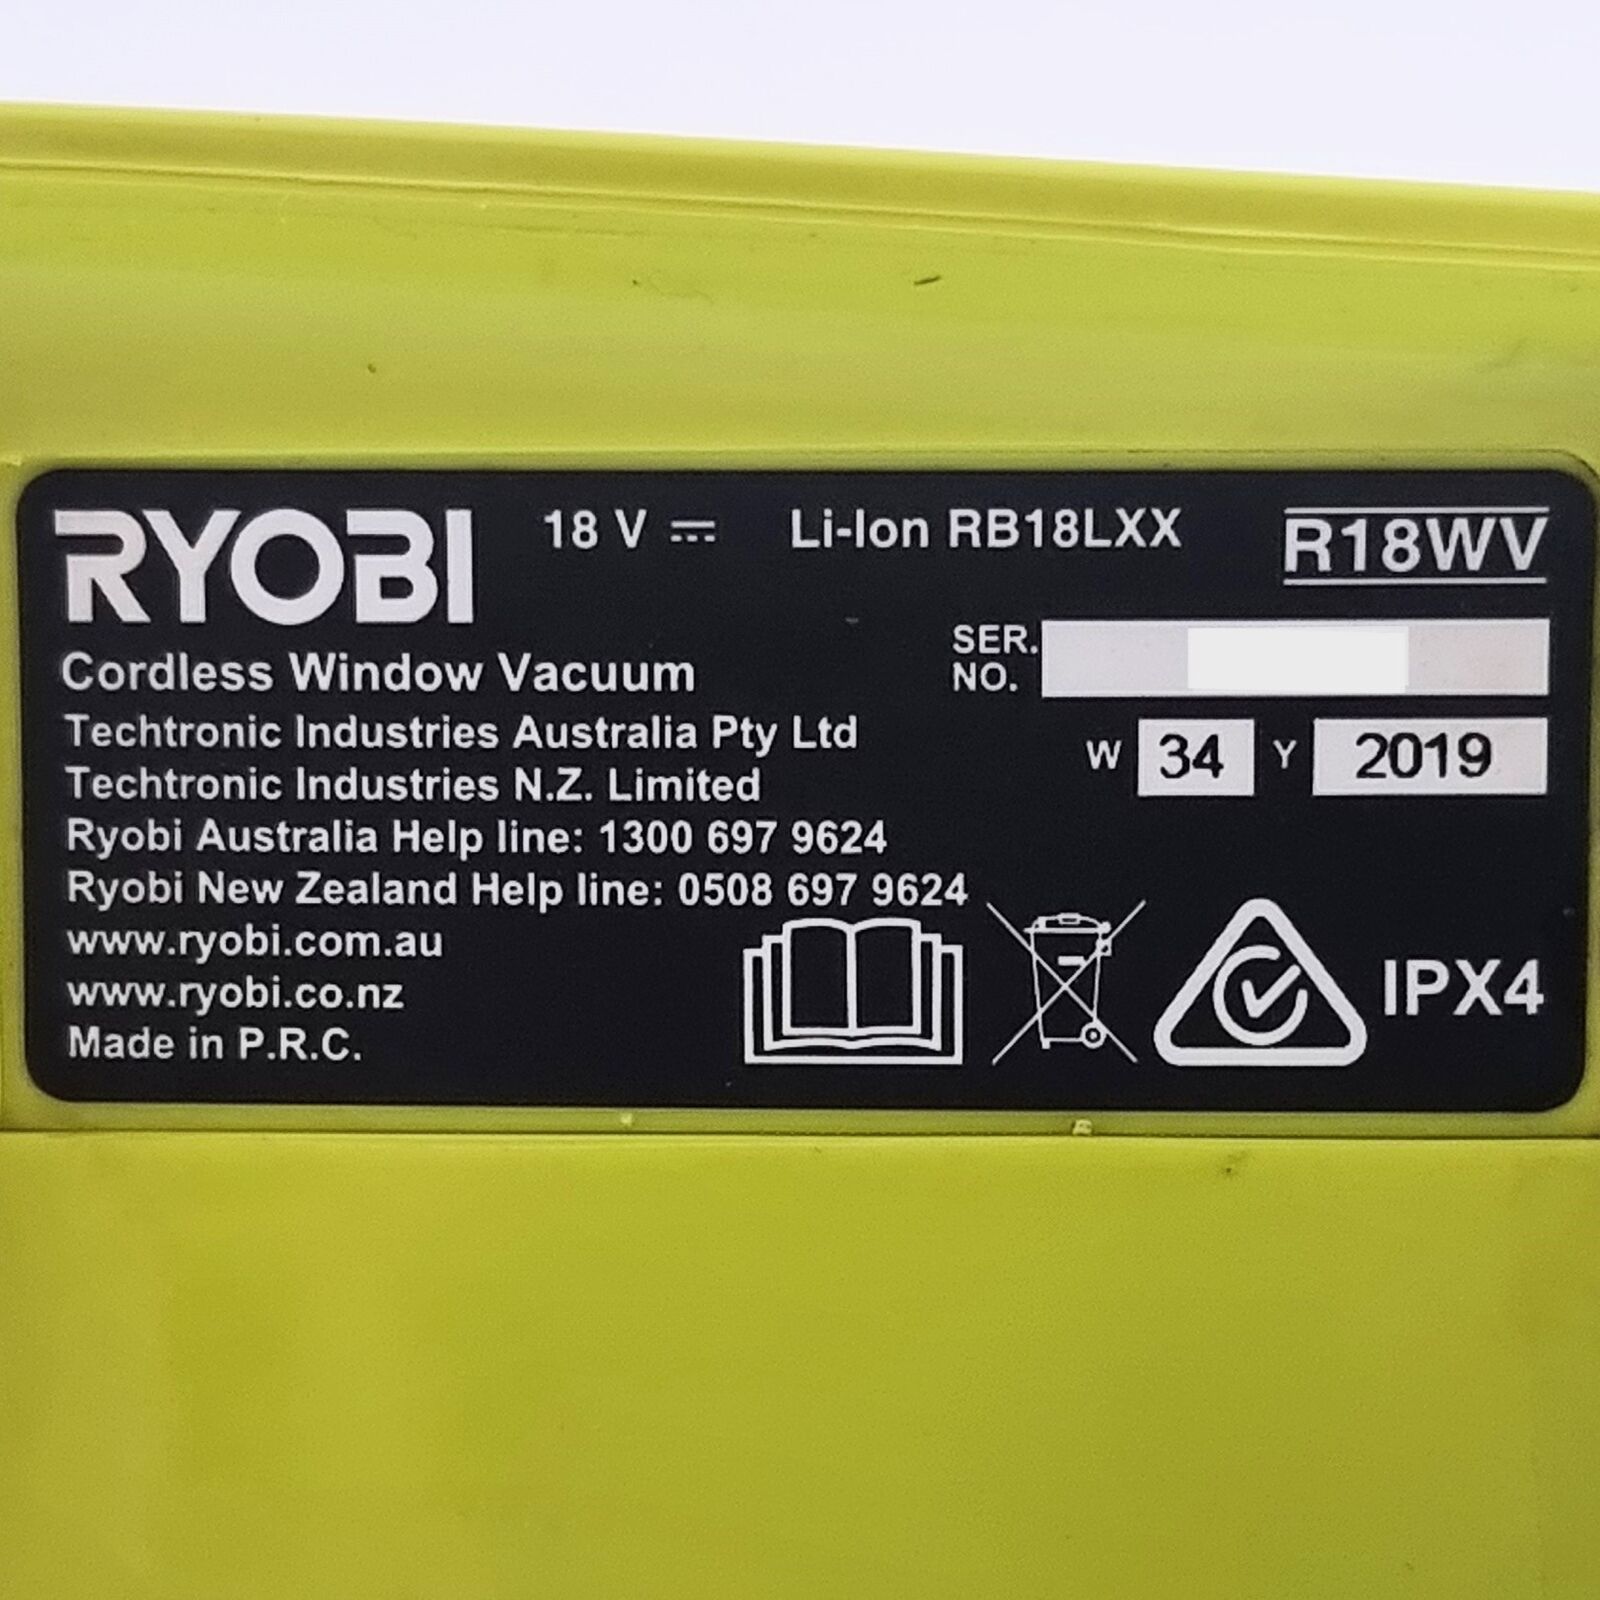 RYOBI 18 V Li-Ion RB18LXX R18WV
Cordless Window Vacuum
SER. NO.
Techtronic Industries Australia Pty Ltd
W 34 Y 2019
Techtronic Industries N.Z. Limited
Ryobi Australia Help line: 1300 697 9624
Ryobi New Zealand Help line: 0508 697 9624
www.ryobi.com.au
www.ryobi.co.nz
Made in P.R.C.
IPX4